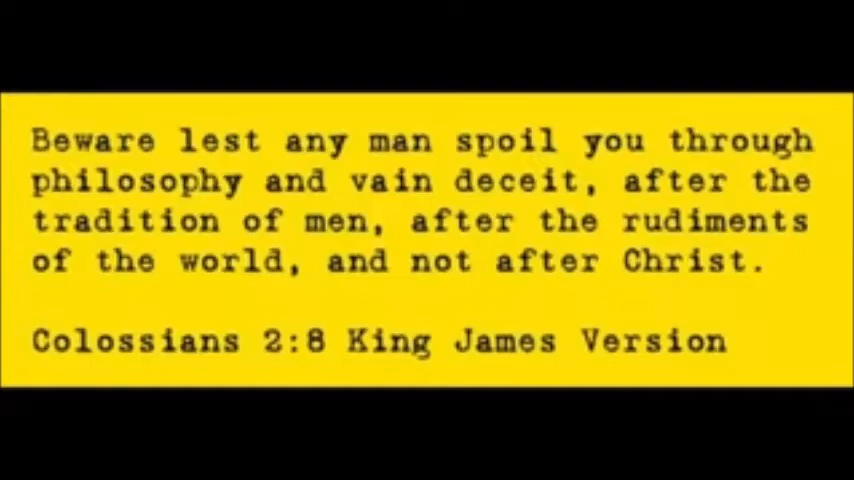 Beware lest any man spoil you through
philosophy and vain deceit, after the
tradition of men, after the rudiments
of the world, and not after Christ.
Colossians 2:8 King James Version